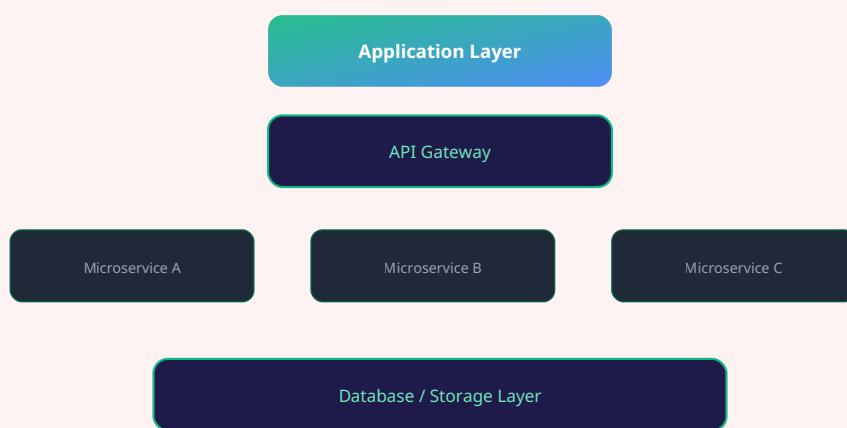 Application Layer
API Gateway
Microservice A
Microservice B
Microservice C
Database / Storage Layer